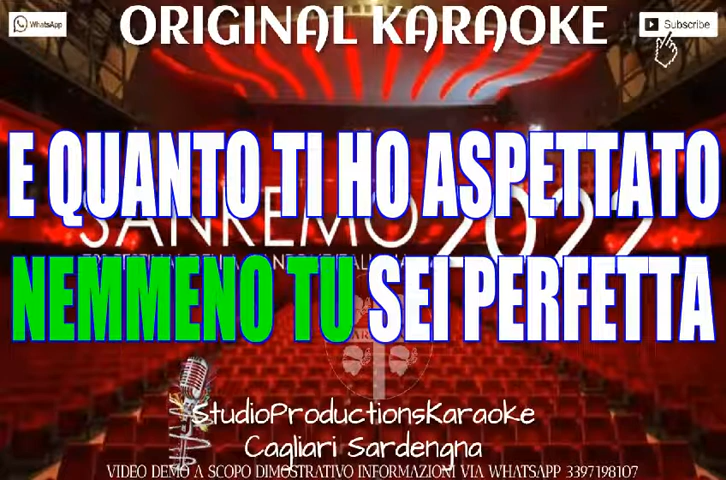 WhatsApp
ORIGINAL KARAOKE
Subscribe
E QUANTO TI HO ASPETTATO
SANREMO 2022
NEMMENO TU SEI PERFETTA
StudioProductionsKaraoke
Cagliari Sardengna
VIDEO DEMO A SCOPO DIMOSTRATIVO INFORMAZIONI VIA WHATSAPP 3397198107